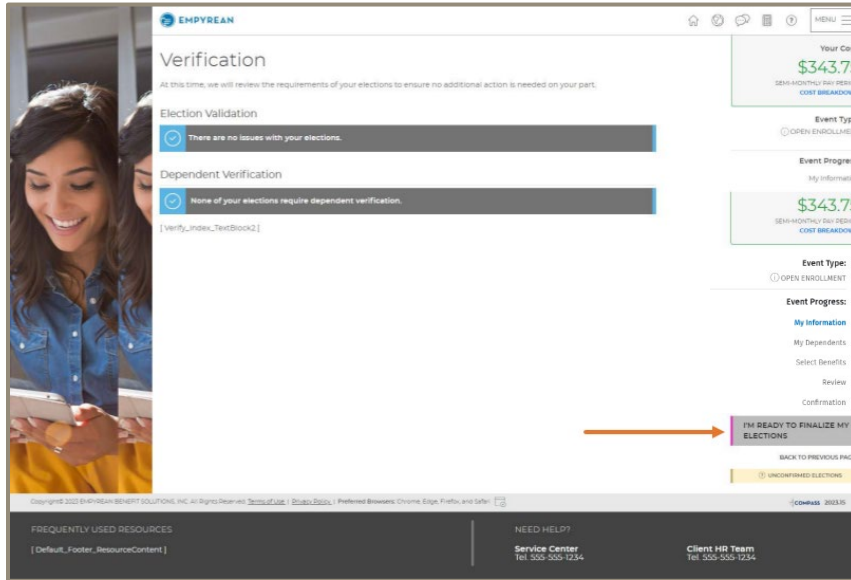 EMPYREAN
MENU
Verification
At this time, we will review the requirements of your elections to ensure no additional action is needed on your part.
Election Validation
There are no issues with your elections.
Dependent Verification
None of your elections require dependent verification.
[ Verify_Index_TextBlock2 ]
Your Co
$343.7
SEMI-MONTHLY PAY PERI
COST BREAKDOW
Event Typ
OPEN ENROLLME
Event Progre
My Informati
$343.7
SEMI-MONTHLY PAY PERI
COST BREAKDOW
Event Type:
OPEN ENROLLMENT
Event Progress:
My Information
My Dependents
Select Benefits
Review
Confirmation
I'M READY TO FINALIZE MY
ELECTIONS
BACK TO PREVIOUS PAG
UNCONFIRMED ELECTIONS
Copyright© 2023 EMPYREAN BENEFIT SOLUTIONS, INC. All Rights Reserved. Terms of Use | Privacy Policy | Preferred Browsers: Chrome, Edge, Firefox, and Safari
COMPASS 2023.15
FREQUENTLY USED RESOURCES
[ Default_Footer_ResourceContent ]
NEED HELP?
Service Center
Tel. 555-555-1234
Client HR Team
Tel. 555-555-1234